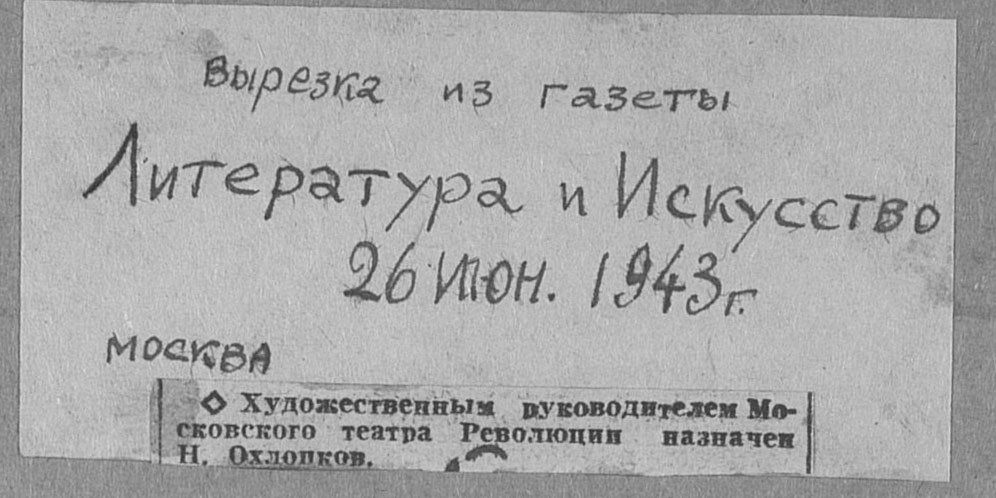 Вырезка из газеты
Литература и Искусство
26 июн. 1943 г.
Москва
◇ Художественным руководителем Мо-
сковского театра Революции назначен
Н. Охлопков.